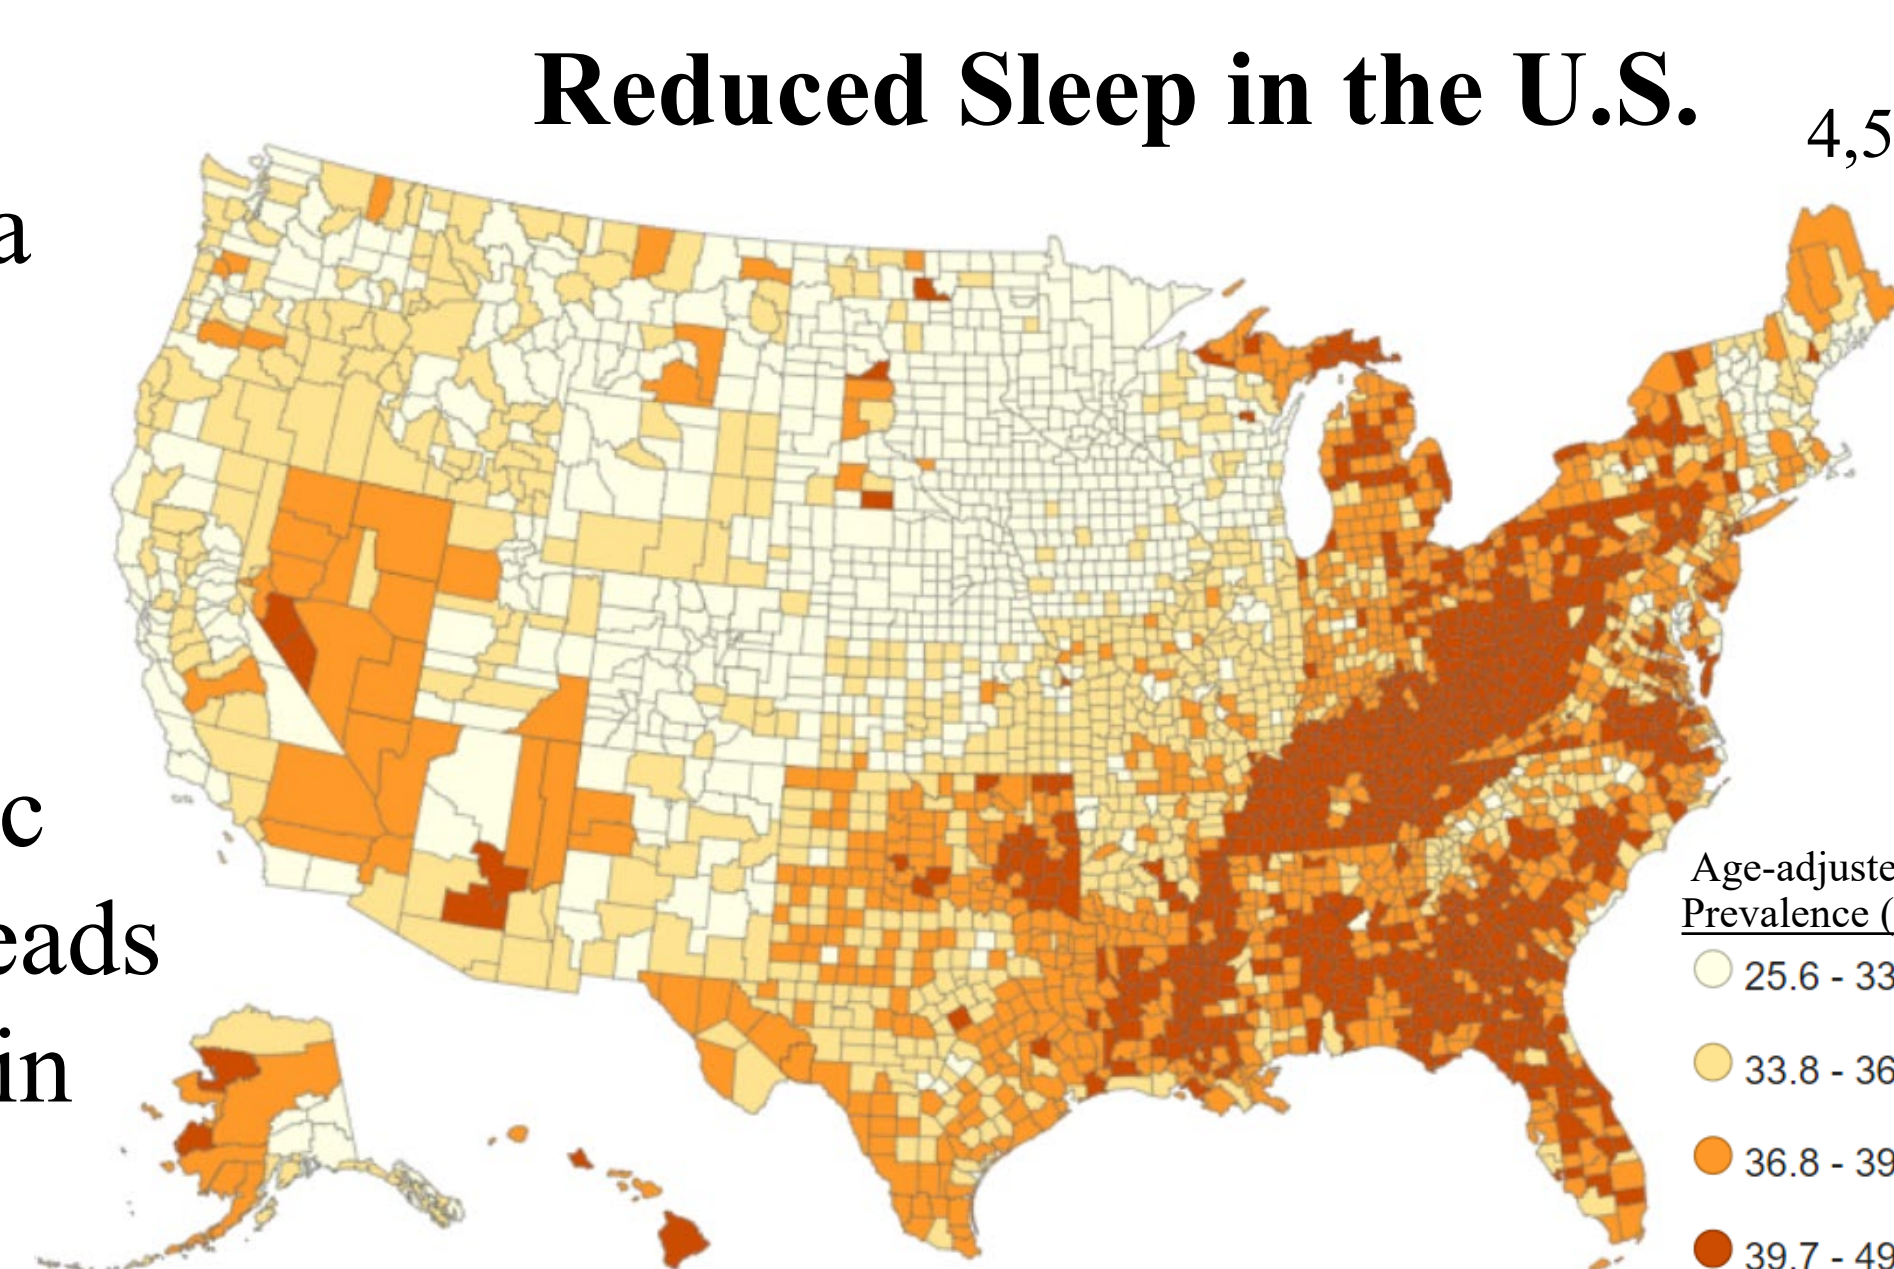 Reduced Sleep in the U.S.
4,5
a
c
eads
in
Age-adjuste
Prevalence (
25.6 - 33
33.8 - 36
36.8 - 39
39.7 - 49